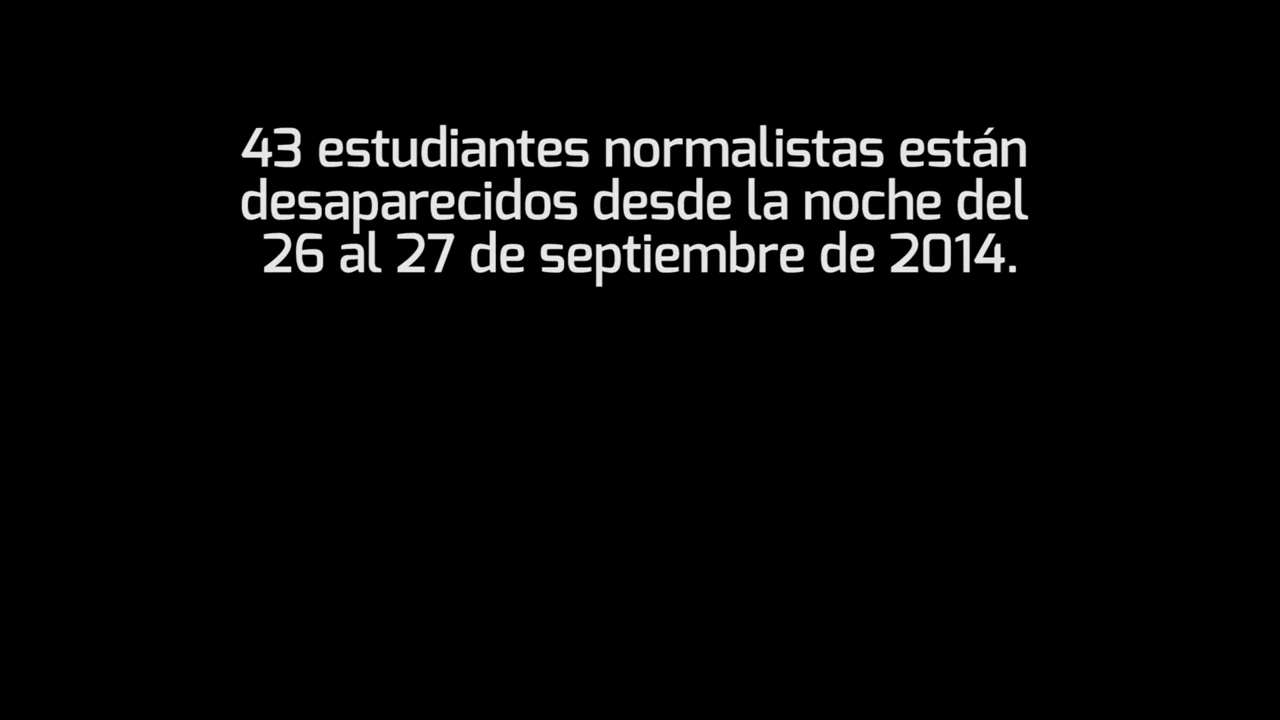 43 estudiantes normalistas están
desaparecidos desde la noche del
26 al 27 de septiembre de 2014.